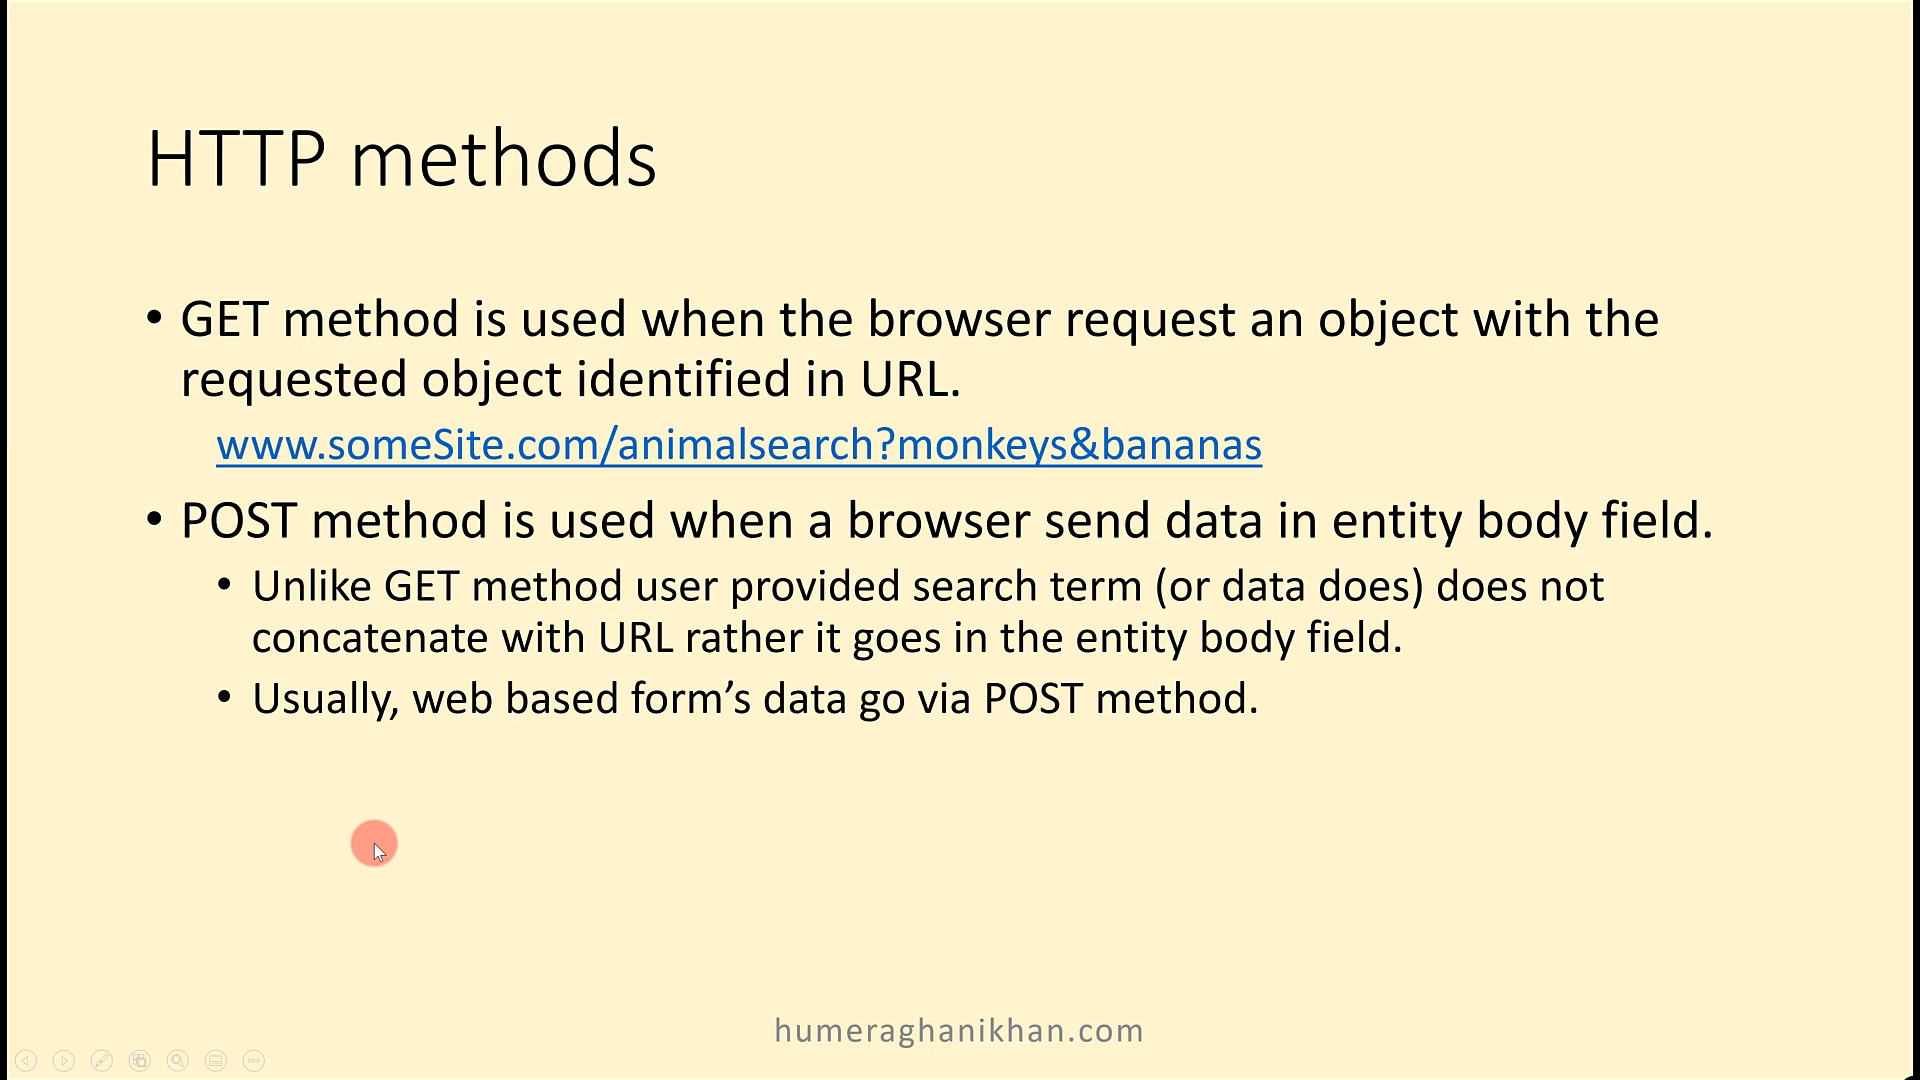 HTTP methods
• GET method is used when the browser request an object with the
requested object identified in URL.
www.someSite.com/animalsearch?monkeys&bananas
• POST method is used when a browser send data in entity body field.
• Unlike GET method user provided search term (or data does) does not
concatenate with URL rather it goes in the entity body field.
• Usually, web based form’s data go via POST method.
humeraghanikhan.com